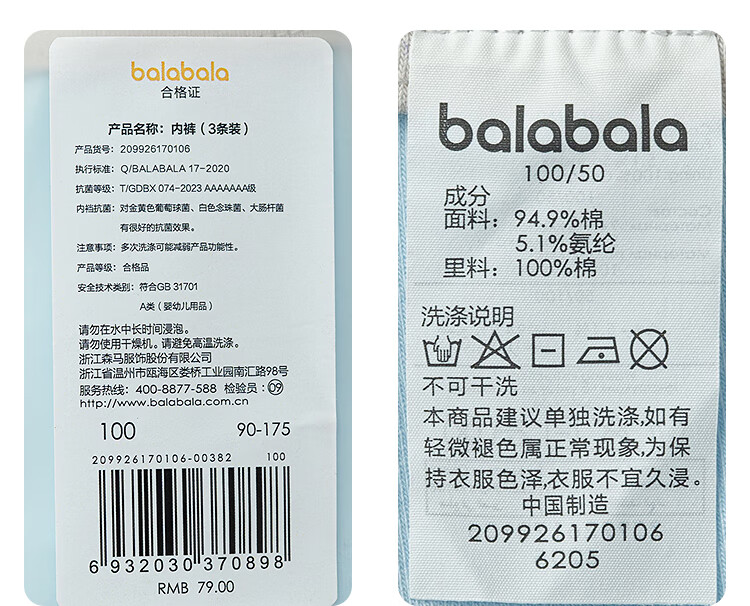 balabala
合格证
产品名称：内裤（3条装）
产品货号：209926170106
执行标准：Q/BALABALA 17-2020
抗菌等级：T/GDBX 074-2023 AAAAAAA级
内裆抗菌：对金黄色葡萄球菌、白色念珠菌、大肠杆菌
有很好的抗菌效果。
注意事项：多次洗涤可能减弱产品功能性。
产品等级：合格品
安全技术类别：符合GB 31701
A类（婴幼儿用品）
请勿在水中长时间浸泡。
请勿使用干燥机。请避免高温洗涤。
浙江森马服饰股份有限公司
浙江省温州市瓯海区娄桥工业园南汇路98号
服务热线：400-8877-588 检验员：09
http://www.balabala.com.cn
100 90-175
209926170106-00382 100
6 932030 370898
RMB 79.00
balabala
100/50
成分
面料：94.9%棉
5.1%氨纶
里料：100%棉
洗涤说明
不可干洗
本商品建议单独洗涤,如有
轻微褪色属正常现象,为保
持衣服色泽,衣服不宜久浸。
中国制造
209926170106
6205